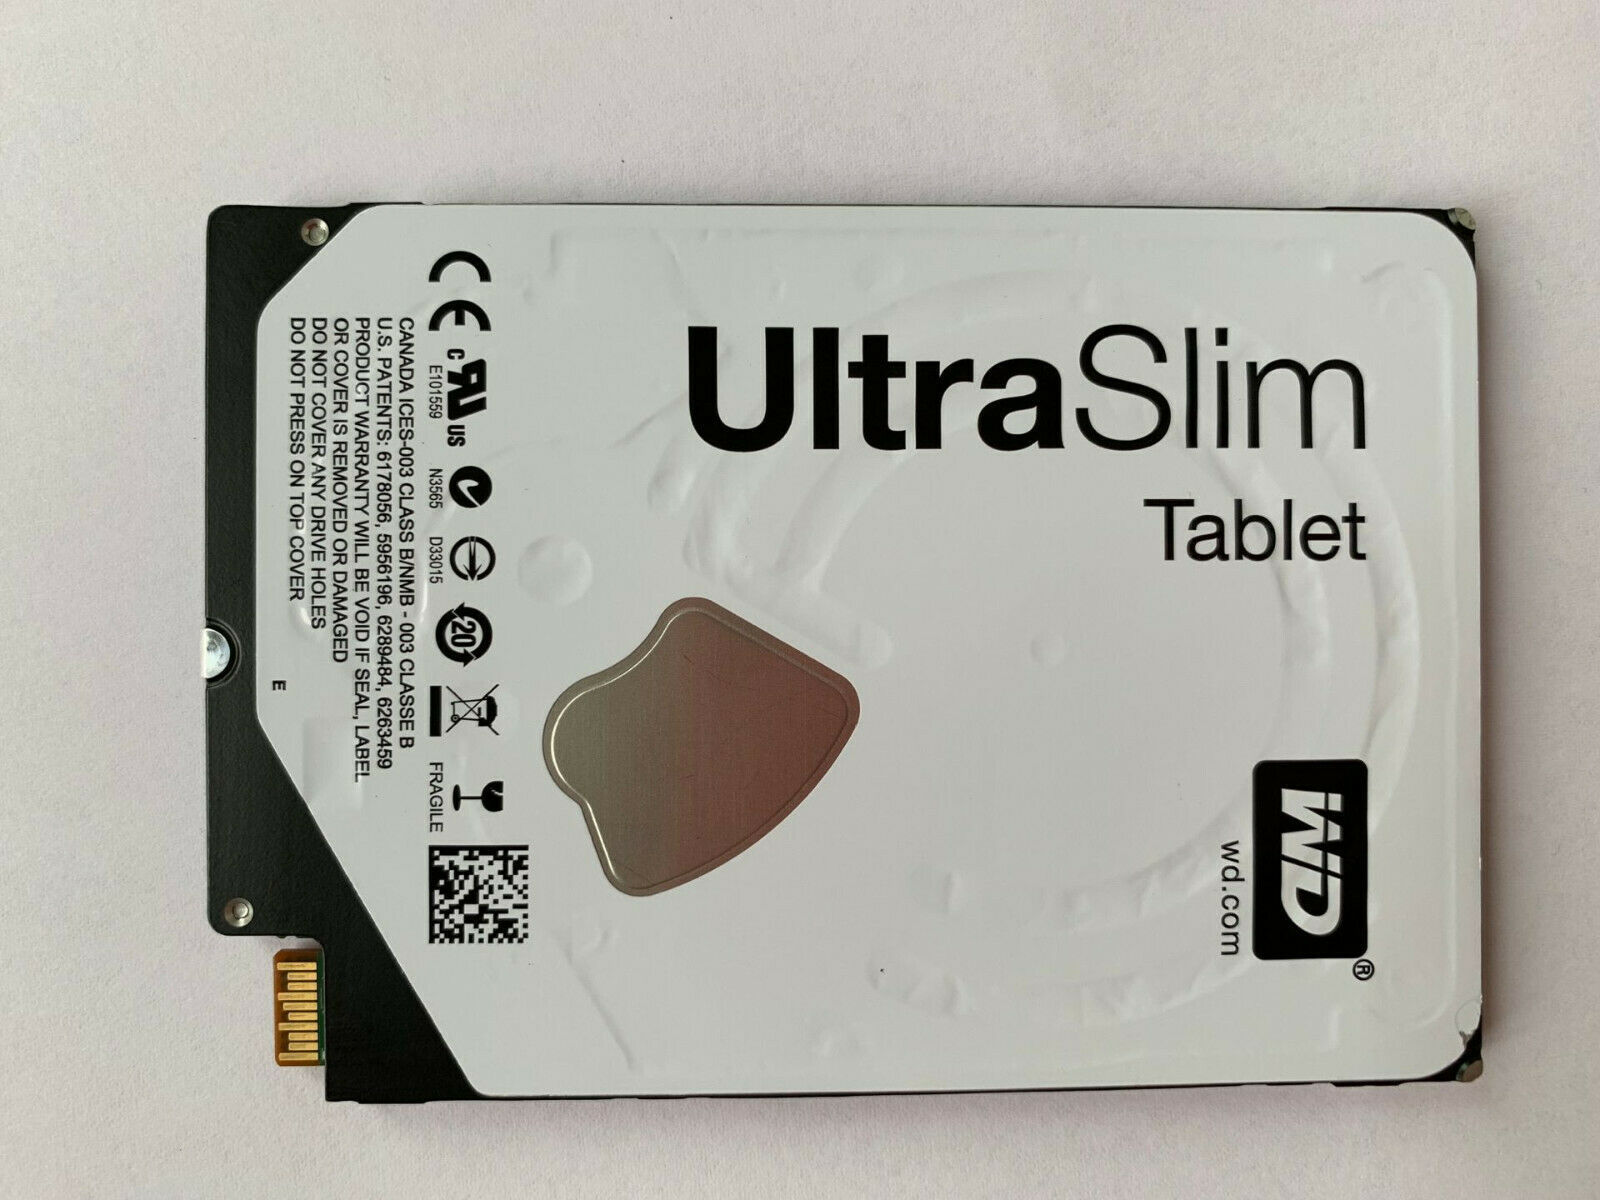 UltraSlim
Tablet
WD®
wd.com
CE
c UR US
E101559
N3565
D33015
20
FRAGILE
CANADA ICES-003 CLASS B/NMB - 003 CLASSE B
U.S. PATENTS: 6178056, 5956196, 6289484, 6263459
PRODUCT WARRANTY WILL BE VOID IF SEAL, LABEL
OR COVER IS REMOVED OR DAMAGED
DO NOT COVER ANY DRIVE HOLES
DO NOT PRESS ON TOP COVER
E